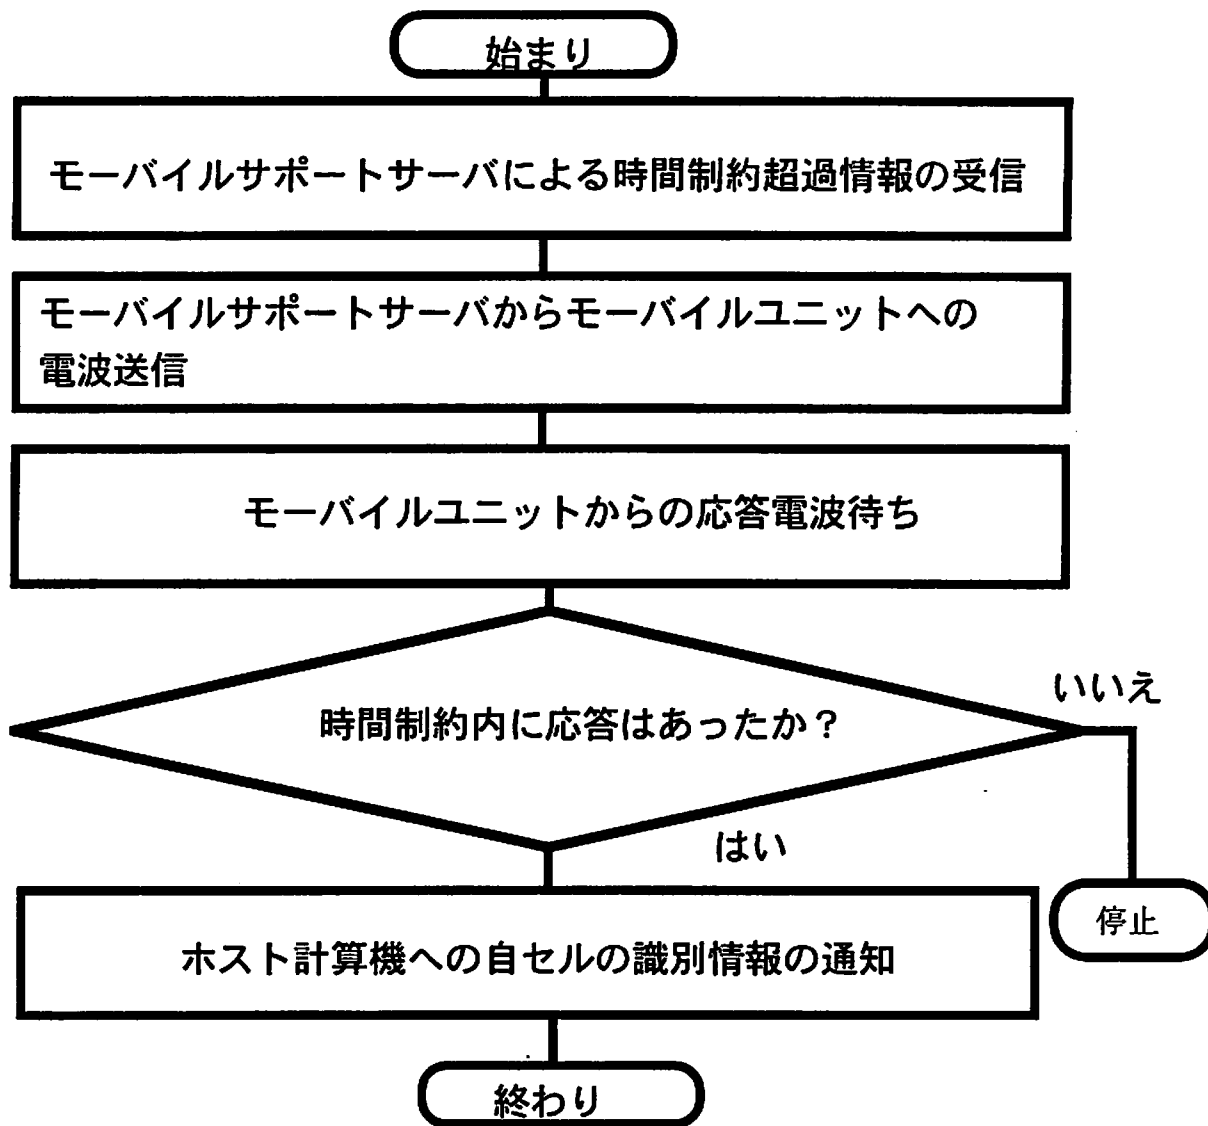 始まり
モーバイルサポートサーバによる時間制約超過情報の受信
モーバイルサポートサーバからモーバイルユニットへの
電波送信
モーバイルユニットからの応答電波待ち
いいえ
時間制約内に応答はあったか？
はい
停止
ホスト計算機への自セルの識別情報の通知
終わり